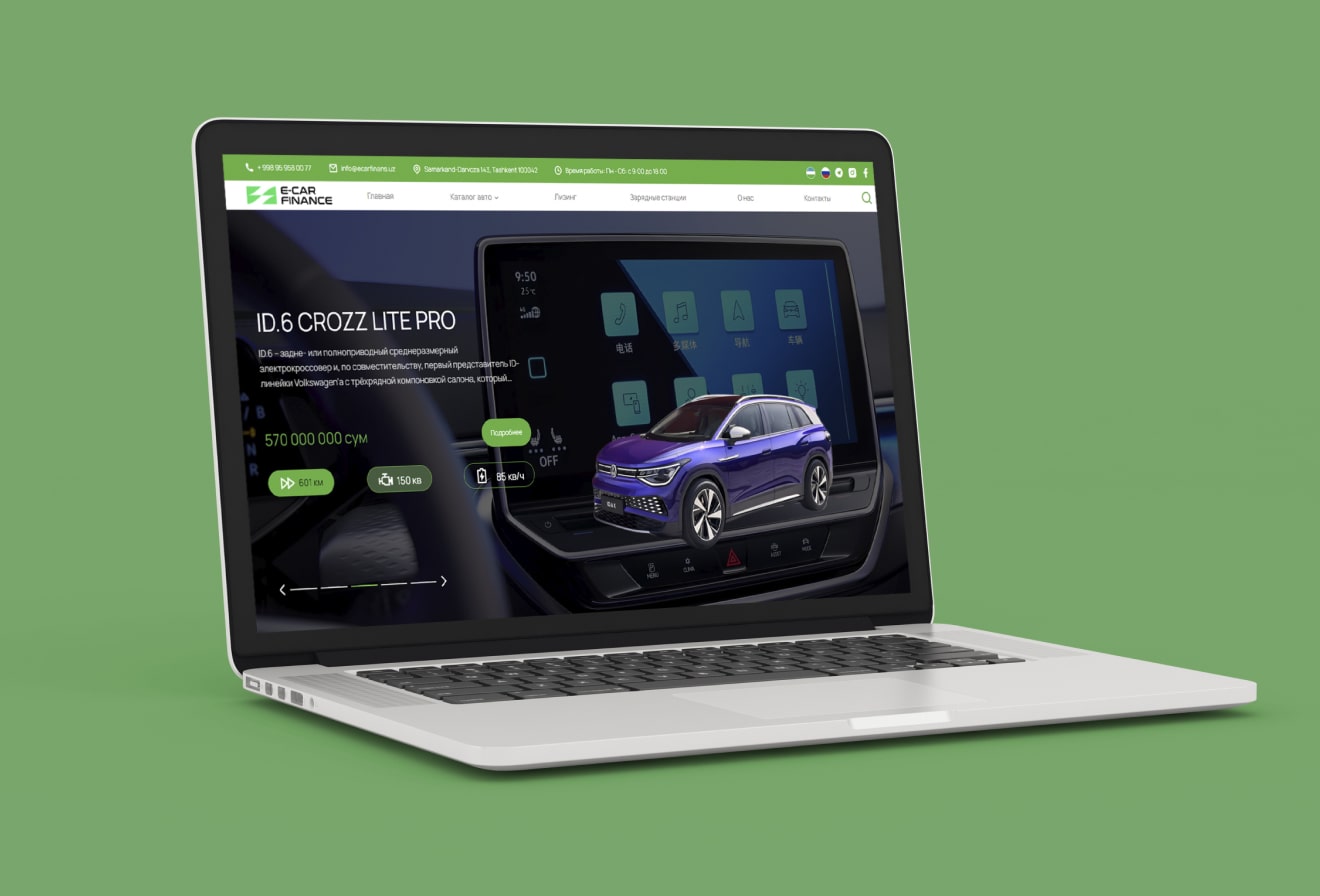 + 998 95 958 00 77
info@ecarfinans.uz
Tashkent 100042
Время работы: Пн - Сб: с 9:00 до 18:00
E-CAR
FINANCE
Главная
Каталог авто
Лизинг
Зарядные станции
О нас
Контакты
9:50
25℃
电话
多媒体
导航
车辆
ID.6 CROZZ LITE PRO
ID.6 – задне- или полноприводный среднеразмерный
электрокроссовер и, по совместительству, первый представитель ID-
линейки Volkswagen'а с трёхрядной компоновкой салона, который...
570 000 000 сум
Подробнее
OFF
601 км
150 кв
85 кв/ч
B
N
R
MENU
CLIMA
ASSIST
MODE